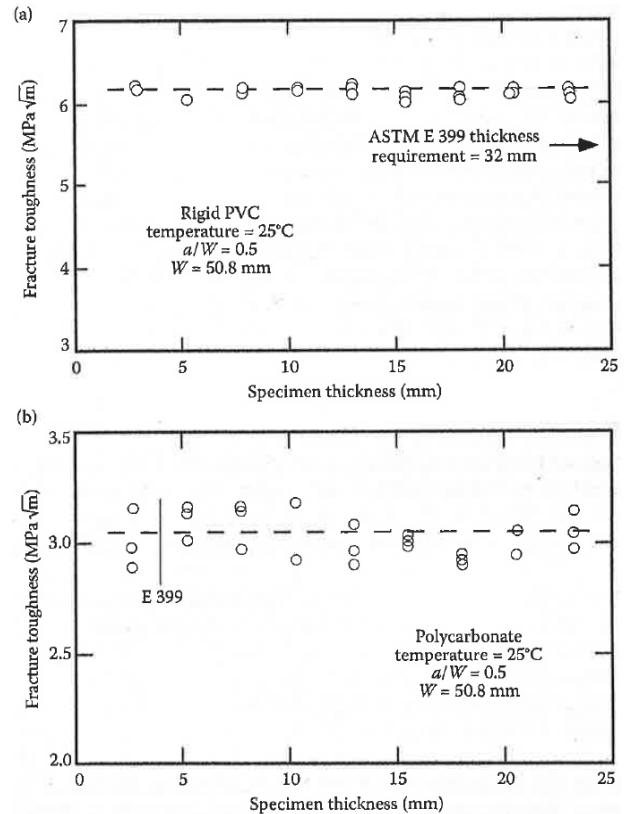 (a)
7
6
5
4
3
Fracture toughness (MPa √m)
ASTM E 399 thickness
requirement = 32 mm
Rigid PVC
temperature = 25°C
a/W = 0.5
W = 50.8 mm
0 5 10 15 20 25
Specimen thickness (mm)
(b)
3.5
3.0
2.5
2.0
Fracture toughness (MPa √m)
E 399
Polycarbonate
temperature = 25°C
a/W = 0.5
W = 50.8 mm
0 5 10 15 20 25
Specimen thickness (mm)